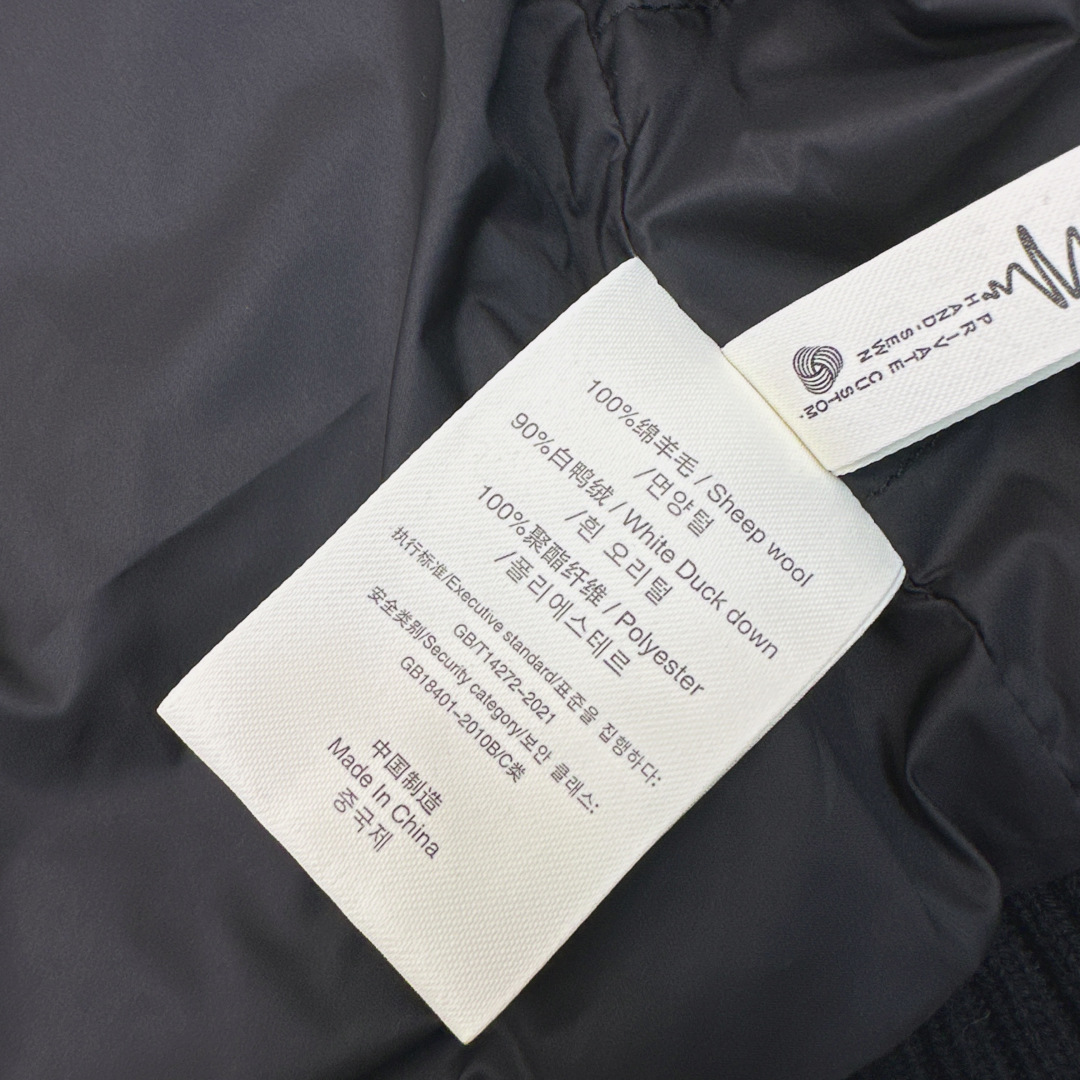 100%绵羊毛 / Sheep wool
/면양털
90%白鸭绒 / White Duck down
/흰 오리털
100%聚酯纤维 / Polyester
/폴리에스테르
执行标准/Executive standard/표준을 집행하다:
GB/T14272-2021
安全类别/Security category/보안 클래스:
GB18401-2010B/C类
中国制造
Made In China
중국제
PRIVATE CUSTOM
HAND-SEWN